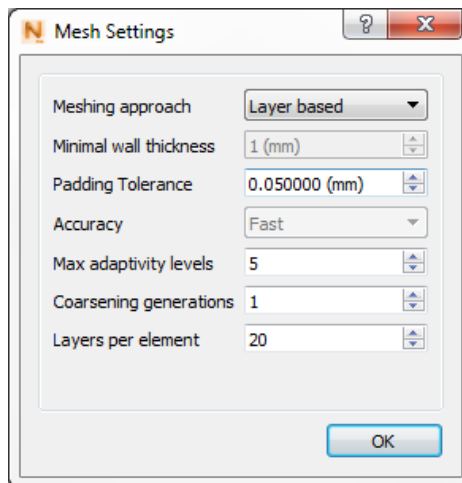 Mesh Settings
Meshing approach Layer based
Minimal wall thickness 1 (mm)
Padding Tolerance 0.050000 (mm)
Accuracy Fast
Max adaptivity levels 5
Coarsening generations 1
Layers per element 20
OK